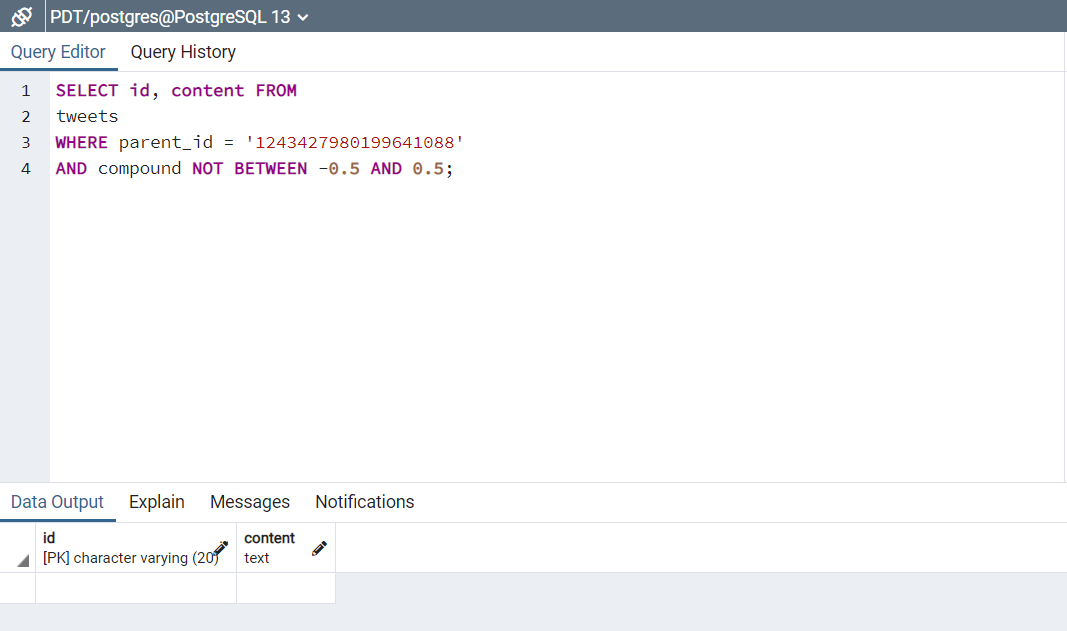 PDT/postgres@PostgreSQL 13
Query Editor Query History
1 SELECT id, content FROM
2 tweets
3 WHERE parent_id = '1243427980199641088'
4 AND compound NOT BETWEEN -0.5 AND 0.5;
Data Output Explain Messages Notifications
id content
[PK] character varying (20) text